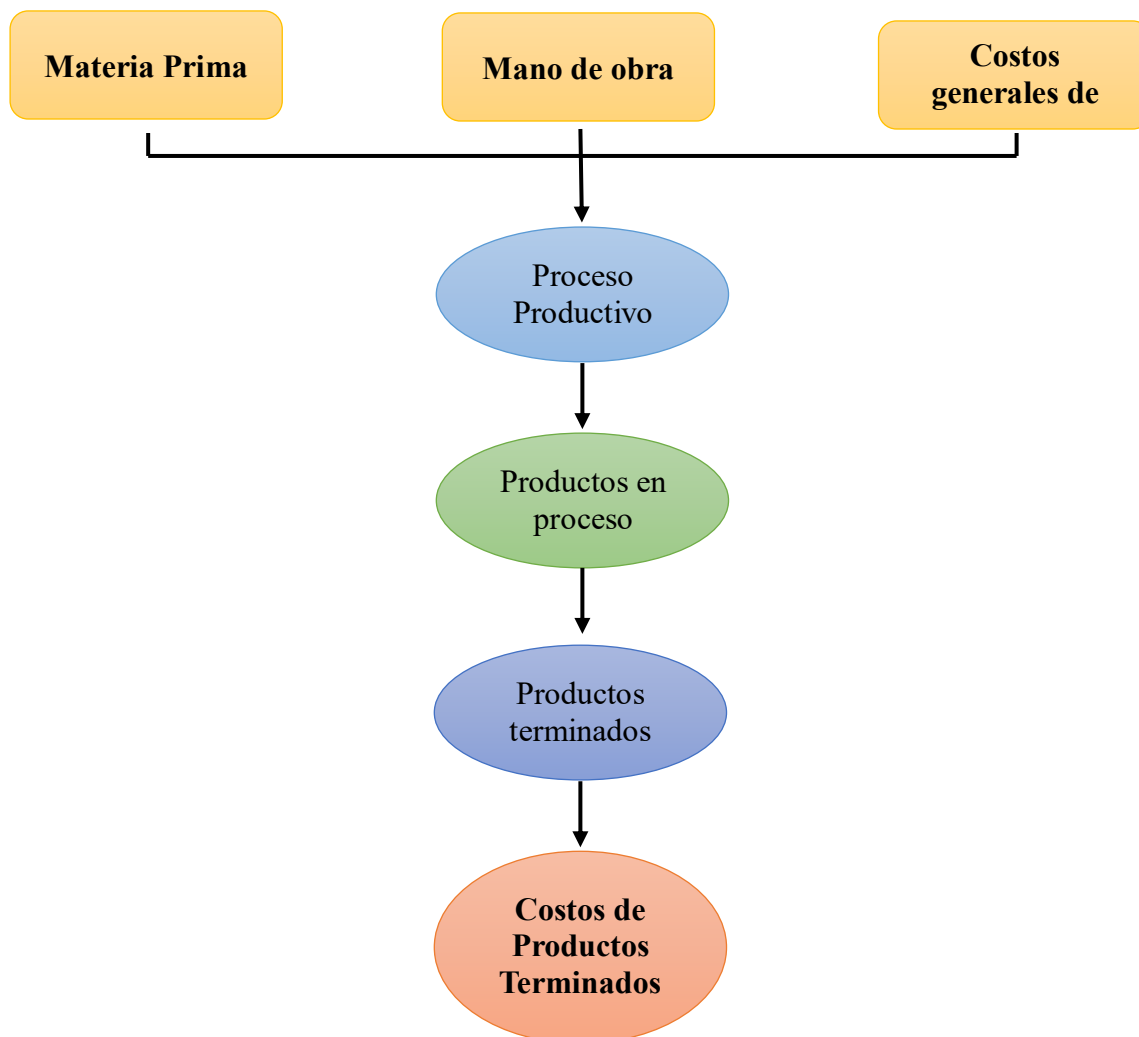 Materia Prima
Mano de obra
Costos
generales de
Proceso
Productivo
Productos en
proceso
Productos
terminados
Costos de
Productos
Terminados